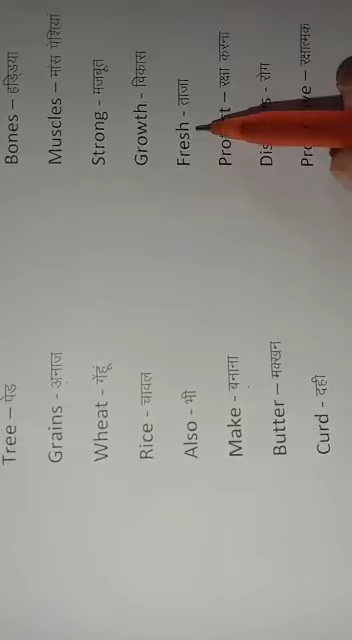 Tree – पेड़
Grains - अंनाज
Wheat - गेंहूं
Rice - चावल
Also - भी
Make - बनाना
Butter – मक्खन
Curd - दही
Bones – हडि्डया
Muscles – मांस पेशियां
Strong - मजबूत
Growth - विकास
Fresh - ताजा
– रक्षा करना
- रोग
– रक्षात्मक